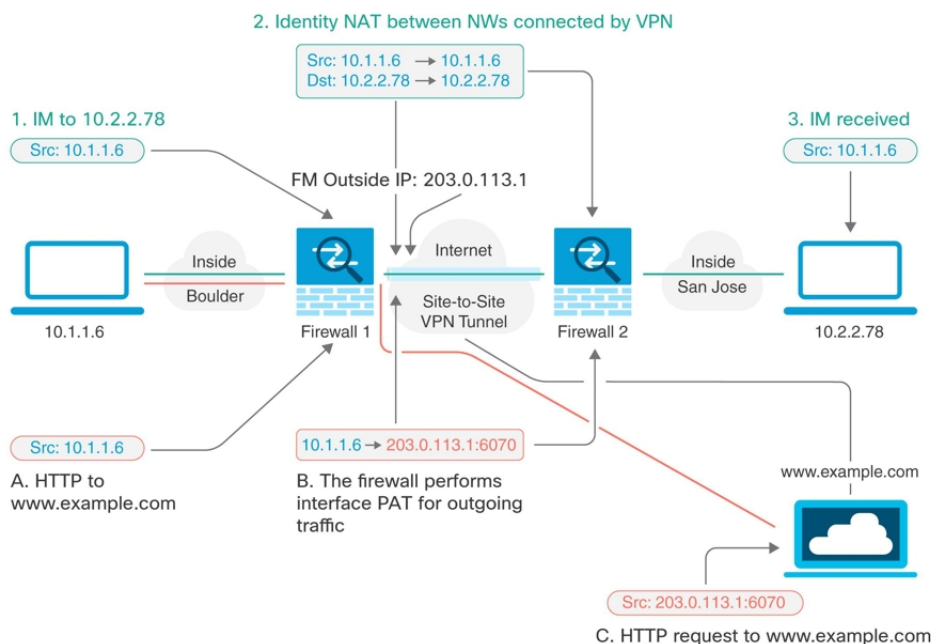 2. Identity NAT between NWs connected by VPN
Src: 10.1.1.6 → 10.1.1.6
Dst: 10.2.2.78 → 10.2.2.78
1. IM to 10.2.2.78
Src: 10.1.1.6
3. IM received
Src: 10.1.1.6
FM Outside IP: 203.0.113.1
Inside
Boulder
Internet
Site-to-Site
VPN Tunnel
Inside
San Jose
10.1.1.6
Firewall 1
Firewall 2
10.2.2.78
Src: 10.1.1.6
A. HTTP to
www.example.com
10.1.1.6 → 203.0.113.1:6070
B. The firewall performs
interface PAT for outgoing
traffic
www.example.com
Src: 203.0.113.1:6070
C. HTTP request to www.example.com